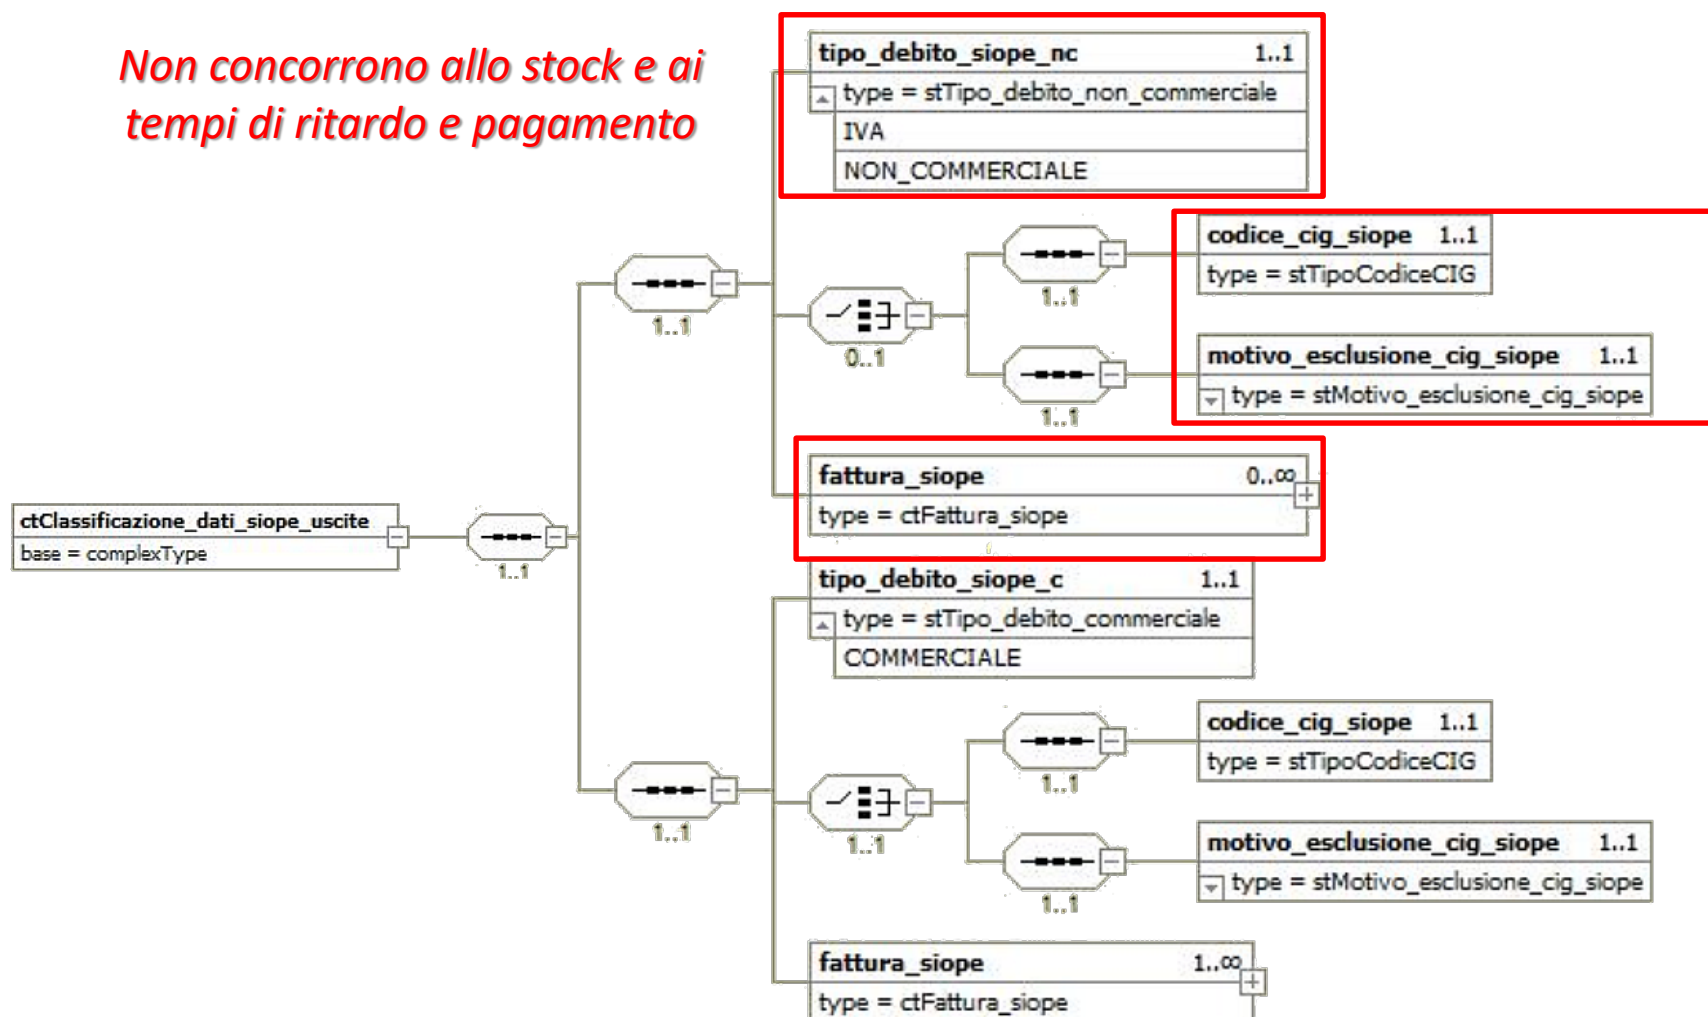 Non concorrono allo stock e ai
tempi di ritardo e pagamento
tipo_debito_siope_nc 1..1
type = stTipo_debito_non_commerciale
IVA
NON_COMMERCIALE
codice_cig_siope 1..1
type = stTipoCodiceCIG
1..1
1..1
0..1
motivo_esclusione_cig_siope 1..1
type = stMotivo_esclusione_cig_siope
1..1
fattura_siope 0..∞
type = ctFattura_siope
ctClassificazione_dati_siope_uscite
base = complexType
1..1
tipo_debito_siope_c 1..1
type = stTipo_debito_commerciale
COMMERCIALE
codice_cig_siope 1..1
type = stTipoCodiceCIG
1..1
1..1
1..1
motivo_esclusione_cig_siope 1..1
type = stMotivo_esclusione_cig_siope
1..1
fattura_siope 1..∞
type = ctFattura_siope